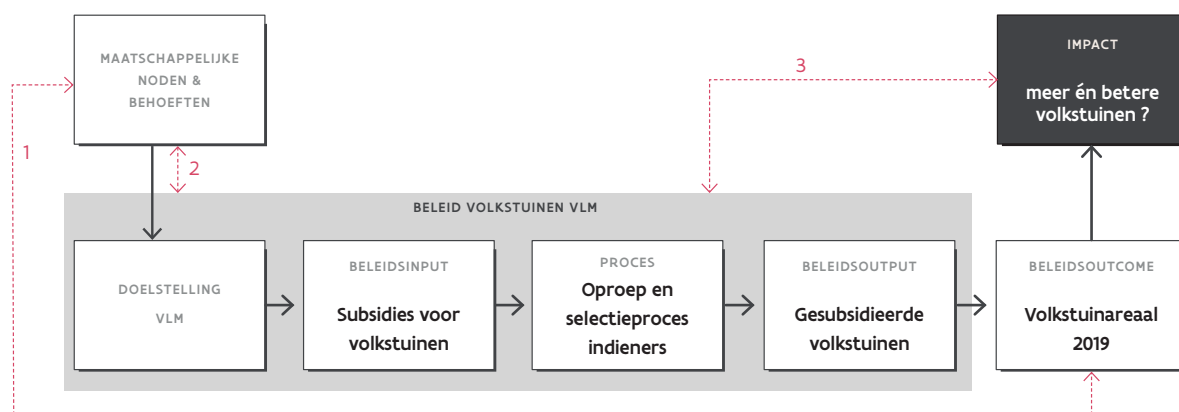 MAATSCHAPPELIJKE
NODEN &
BEHOEFTEN
IMPACT
meer én betere
volkstuinen ?
3
1
2
BELEID VOLKSTUINEN VLM
DOELSTELLING
VLM
BELEIDSINPUT
Subsidies voor
volkstuinen
PROCES
Oproep en
selectieproces
indieners
BELEIDSOUTPUT
Gesubsidieerde
volkstuinen
BELEIDSOUTCOME
Volkstuinareaal
2019